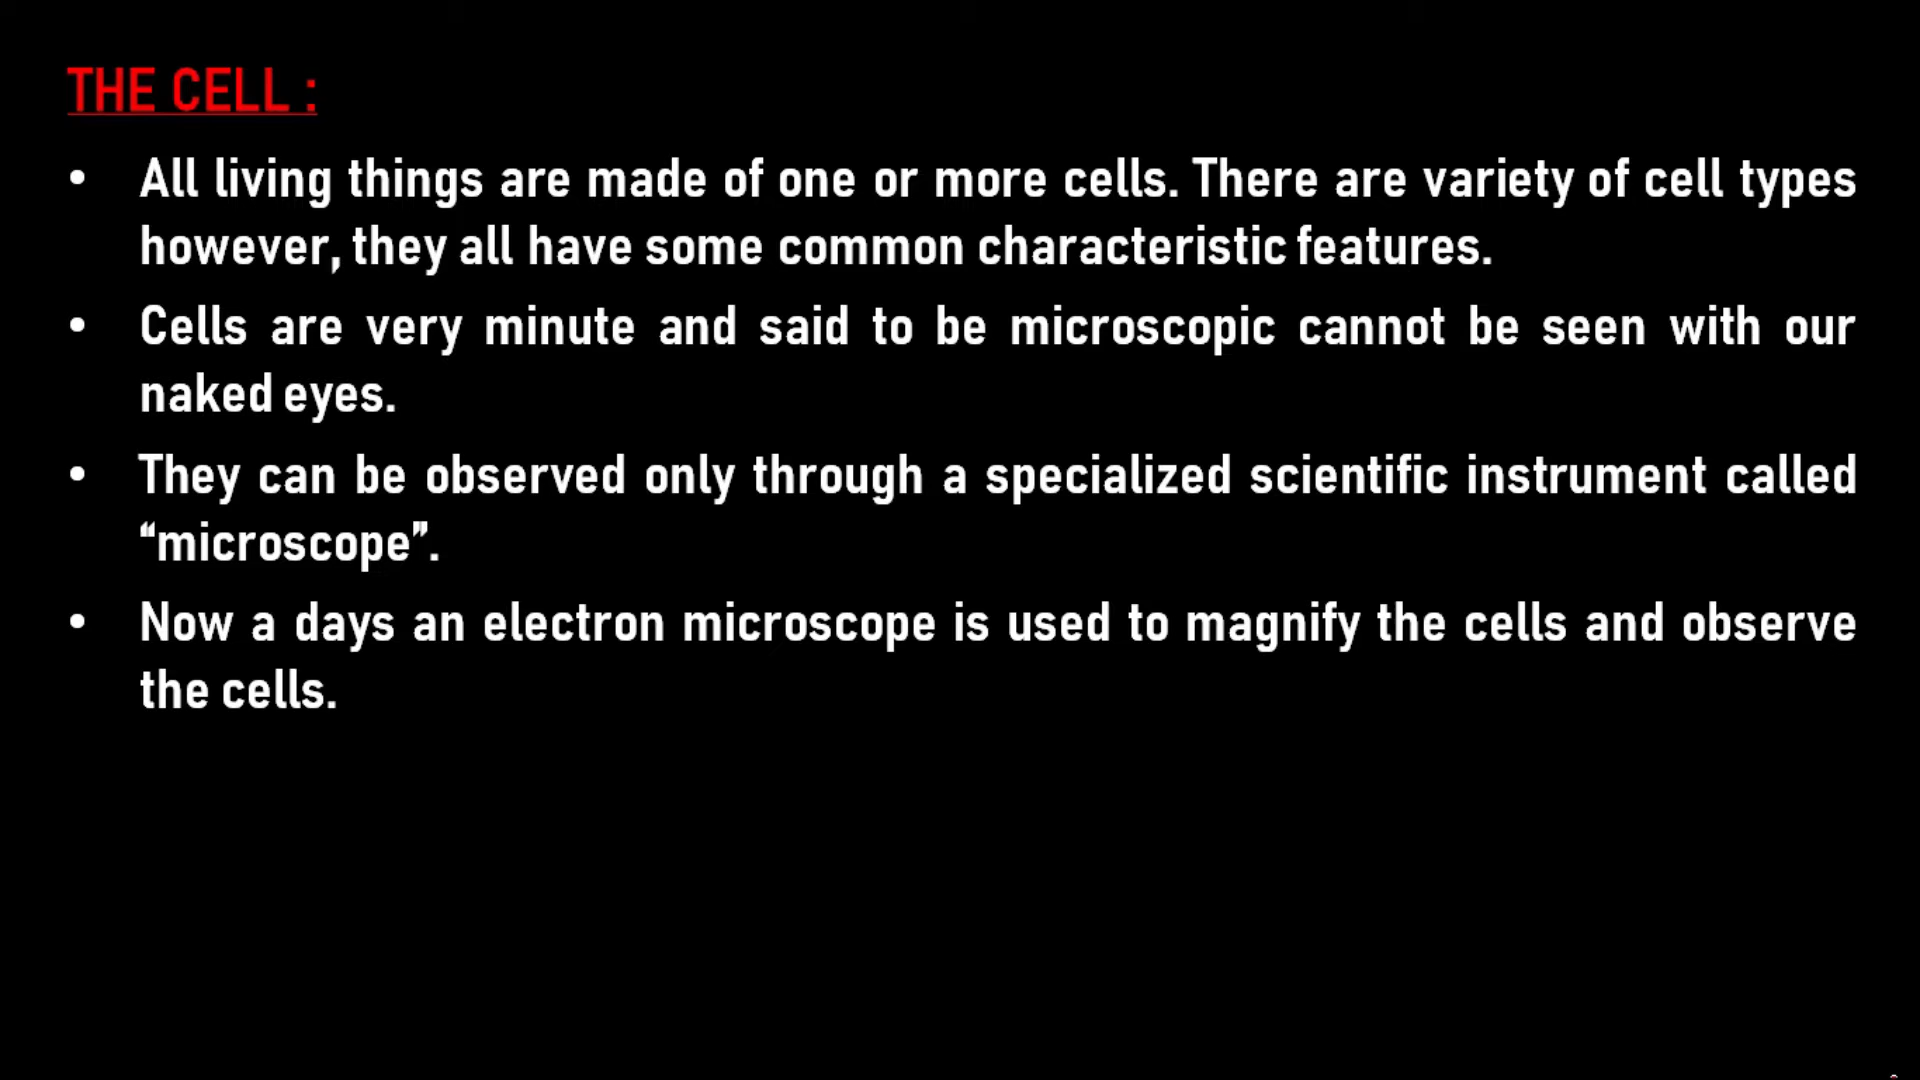 THE CELL :
• All living things are made of one or more cells. There are variety of cell types
however, they all have some common characteristic features.
• Cells are very minute and said to be microscopic cannot be seen with our
naked eyes.
• They can be observed only through a specialized scientific instrument called
“microscope”.
• Now a days an electron microscope is used to magnify the cells and observe
the cells.